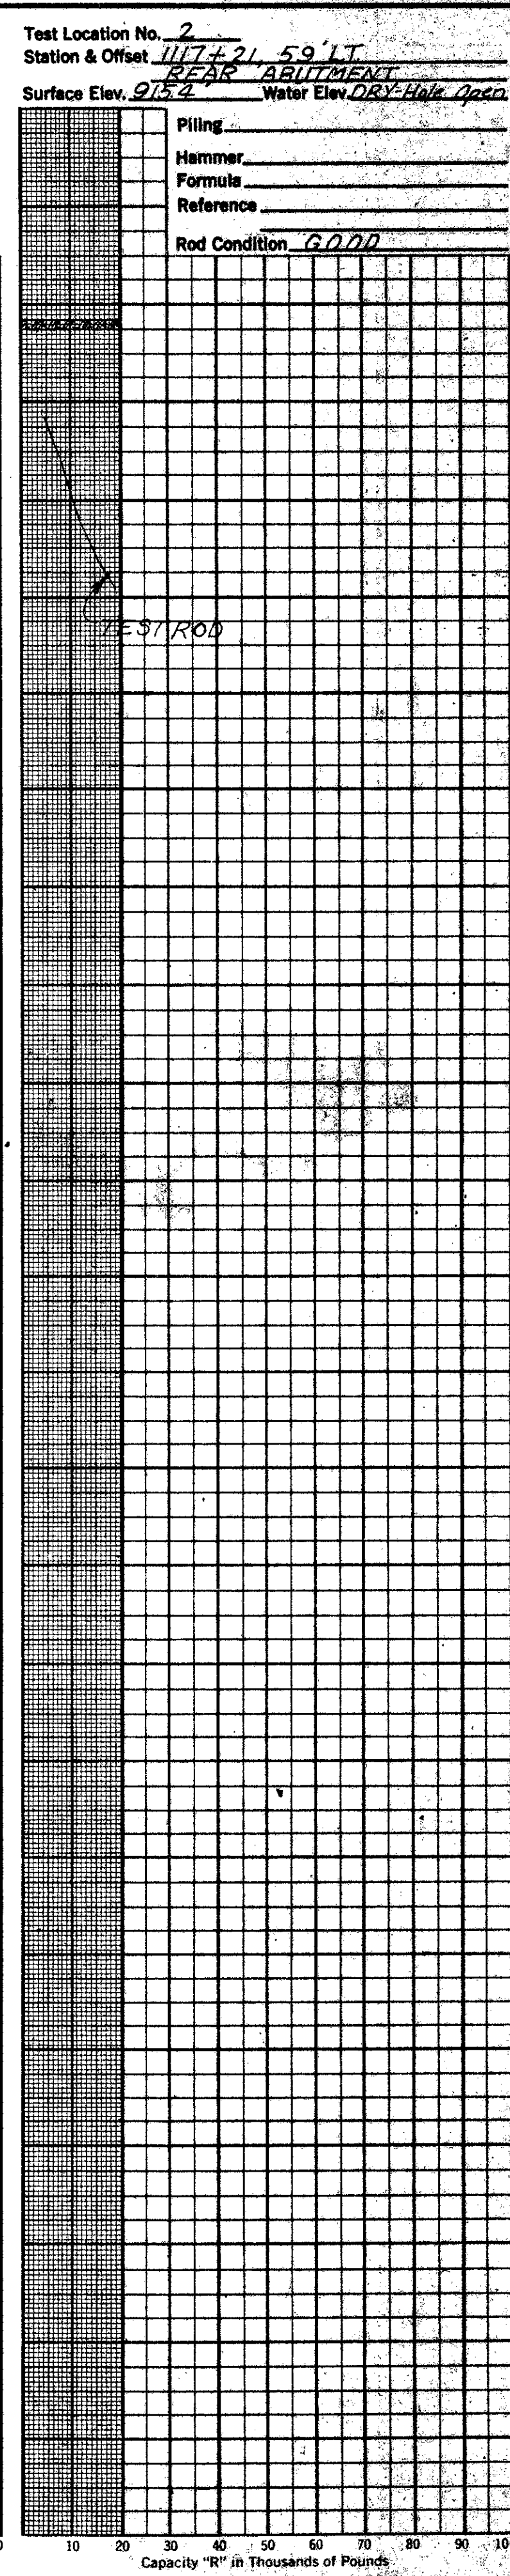 Test Location No. 2
Station & Offset 1117+21, 59' LT.
REAR ABUTMENT
Surface Elev. 915.4' Water Elev. DRY-Hole Open
Piling
Hammer
Formula
Reference
Rod Condition GOOD
TEST ROD
0 10 20 30 40 50 60 70 80 90 10
Capacity "R" in Thousands of Pounds